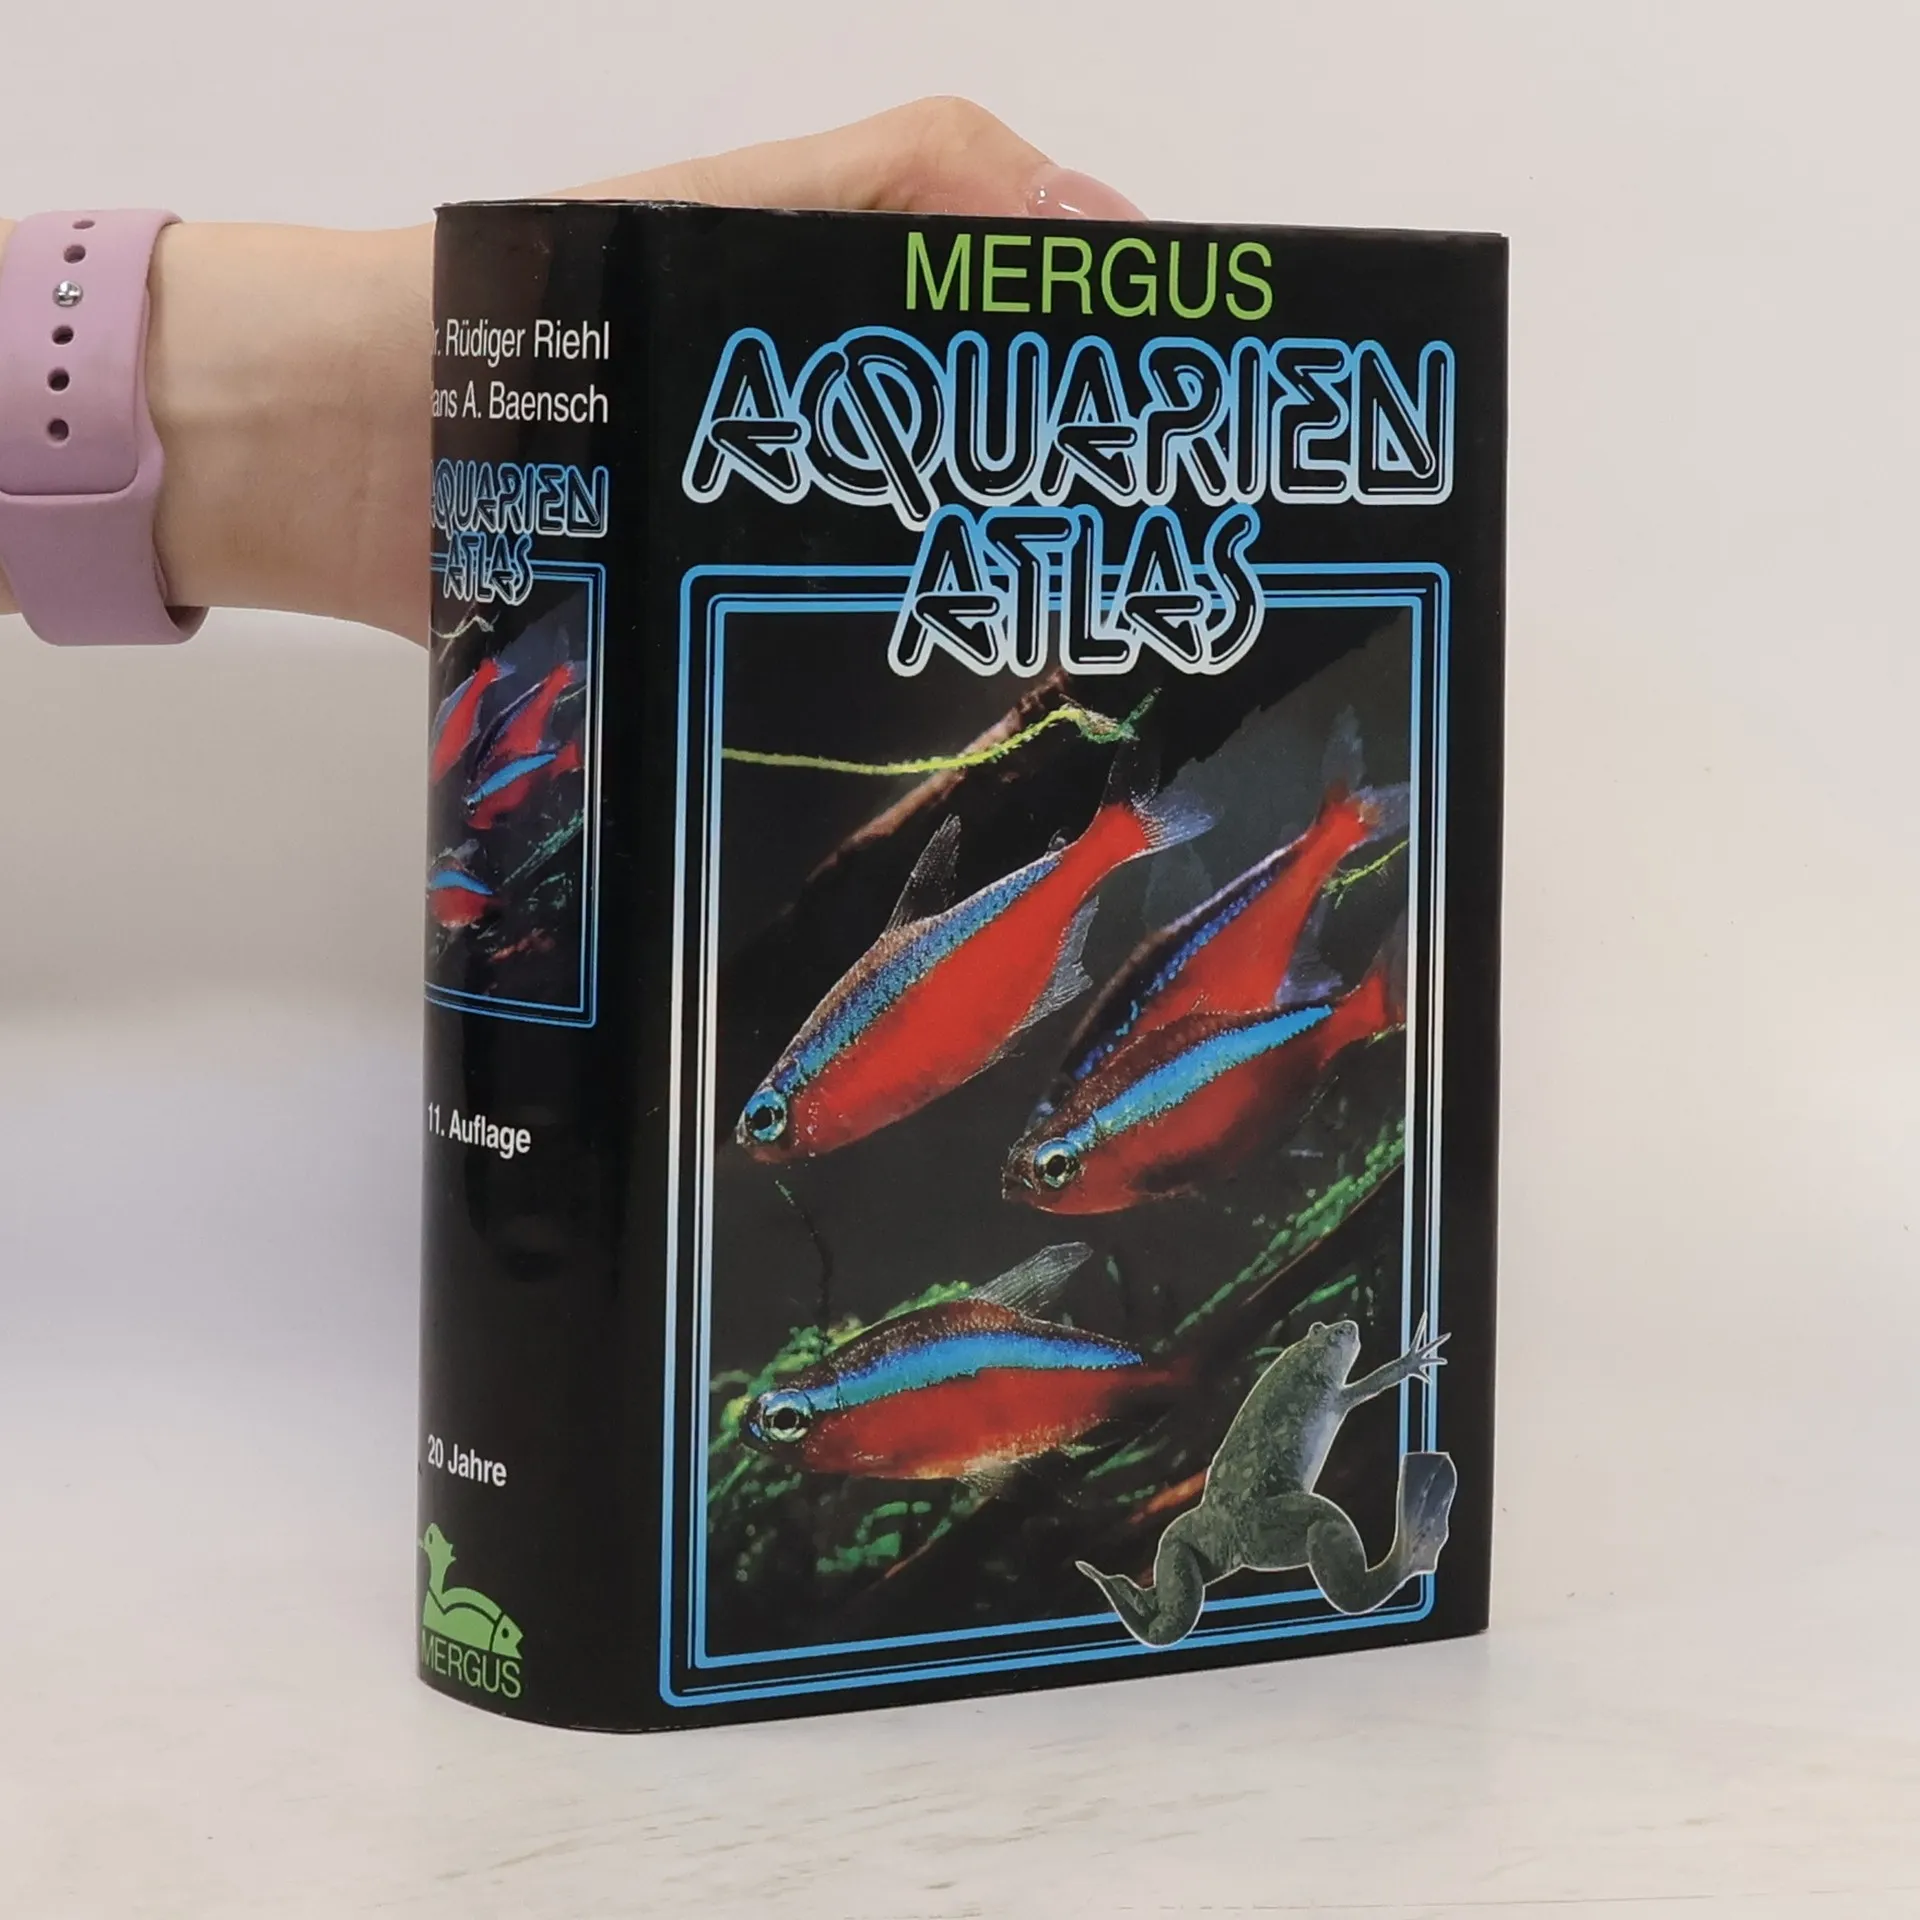 MERGUS
AQUARIEN
ATLAS
r. Rüdiger Riehl
ans A. Baensch
AQUARIEN
ATLAS
11. Auflage
20 Jahre
MERGUS